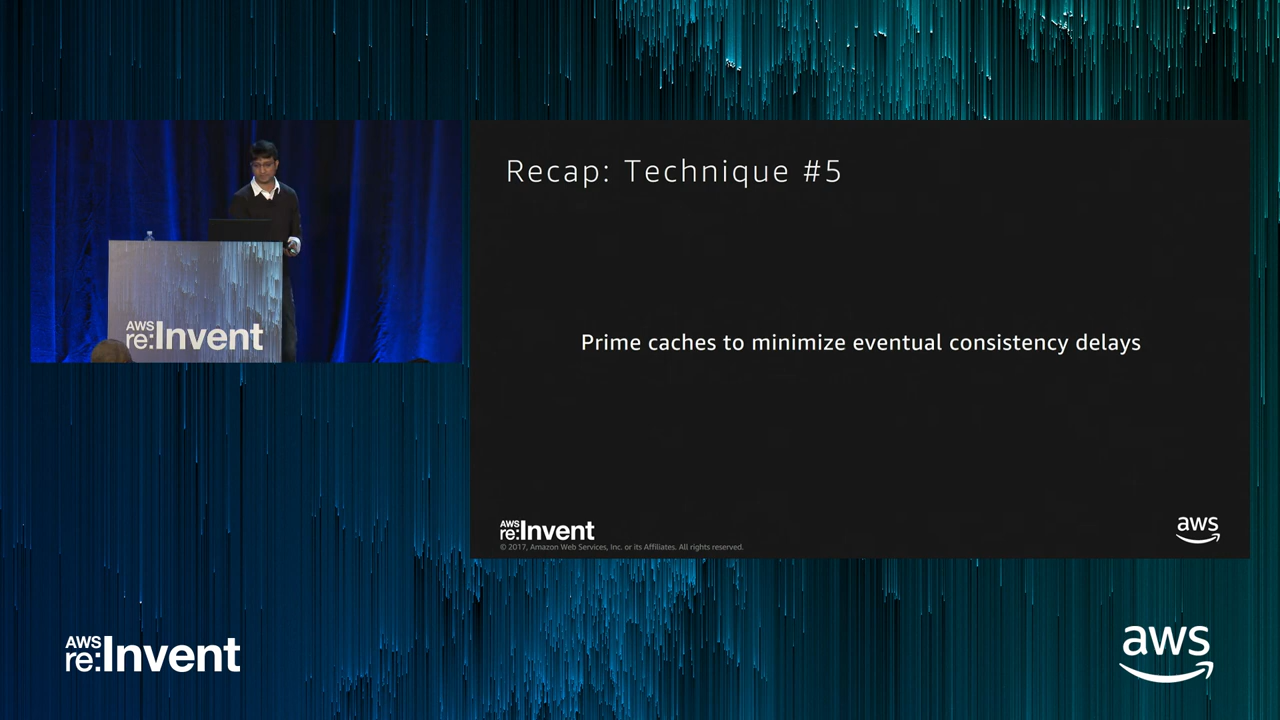 Recap: Technique #5
Prime caches to minimize eventual consistency delays
AWS
re:Invent
© 2017, Amazon Web Services, Inc. or its Affiliates. All rights reserved.
aws
AWS
re:Invent
AWS
re:Invent
aws